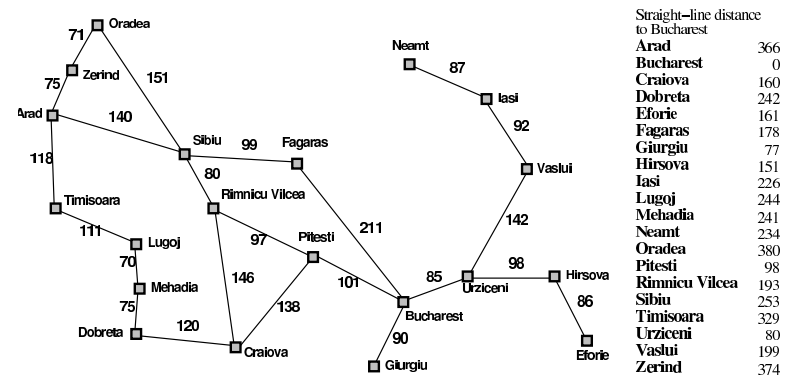 Oradea
71
Zerind
75
151
Arad
140
118
Sibiu
99
Fagaras
80
Timisoara
111
Rimnicu Vilcea
Lugoj
70
97
Pitesti
211
Mehadia
75
146
138
101
Dobreta
120
Craiova
Neamt
87
Iasi
92
Vaslui
142
85
98
Hirsova
Urziceni
86
Bucharest
90
Giurgiu
Eforie
Straight–line distance
to Bucharest
Arad 366
Bucharest 0
Craiova 160
Dobreta 242
Eforie 161
Fagaras 178
Giurgiu 77
Hirsova 151
Iasi 226
Lugoj 244
Mehadia 241
Neamt 234
Oradea 380
Pitesti 98
Rimnicu Vilcea 193
Sibiu 253
Timisoara 329
Urziceni 80
Vaslui 199
Zerind 374